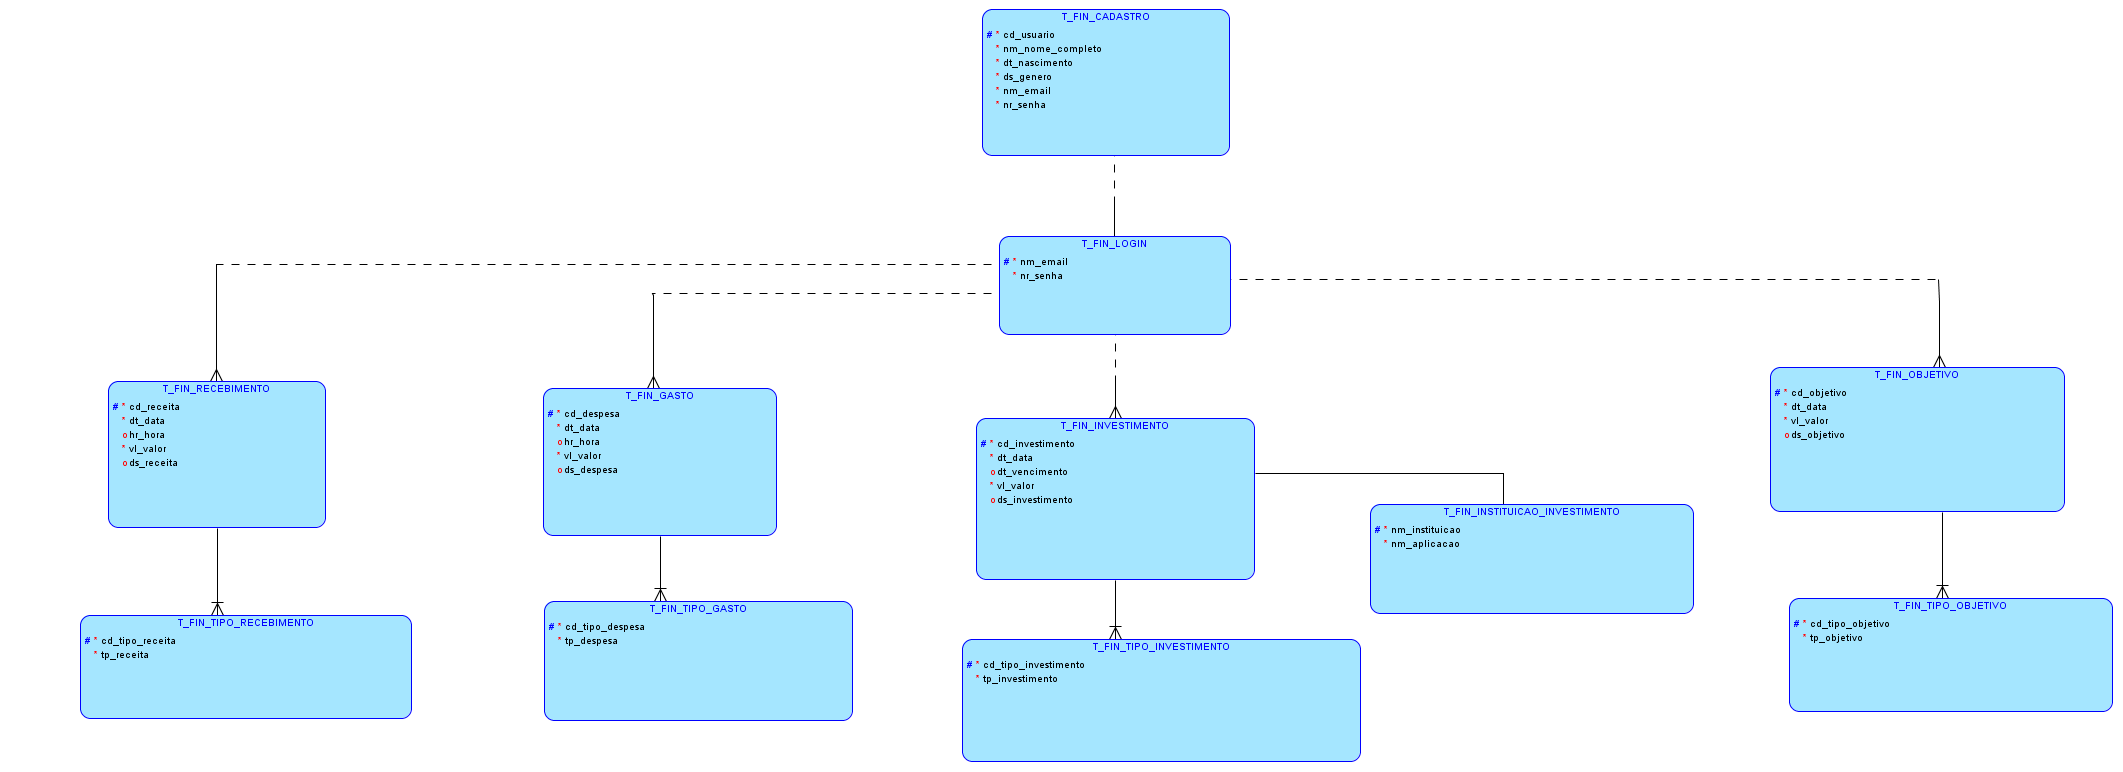 T_FIN_CADASTRO
# * cd_usuario
* nm_nome_completo
* dt_nascimento
* ds_genero
* nm_email
* nr_senha
T_FIN_LOGIN
# * nm_email
* nr_senha
T_FIN_RECEBIMENTO
# * cd_receita
* dt_data
o hr_hora
* vl_valor
o ds_receita
T_FIN_GASTO
# * cd_despesa
* dt_data
o hr_hora
* vl_valor
o ds_despesa
T_FIN_INVESTIMENTO
# * cd_investimento
* dt_data
o dt_vencimento
* vl_valor
o ds_investimento
T_FIN_INSTITUICAO_INVESTIMENTO
# * nm_instituicao
* nm_aplicacao
T_FIN_OBJETIVO
# * cd_objetivo
* dt_data
* vl_valor
o ds_objetivo
T_FIN_TIPO_RECEBIMENTO
# * cd_tipo_receita
* tp_receita
T_FIN_TIPO_GASTO
# * cd_tipo_despesa
* tp_despesa
T_FIN_TIPO_INVESTIMENTO
# * cd_tipo_investimento
* tp_investimento
T_FIN_TIPO_OBJETIVO
# * cd_tipo_objetivo
* tp_objetivo